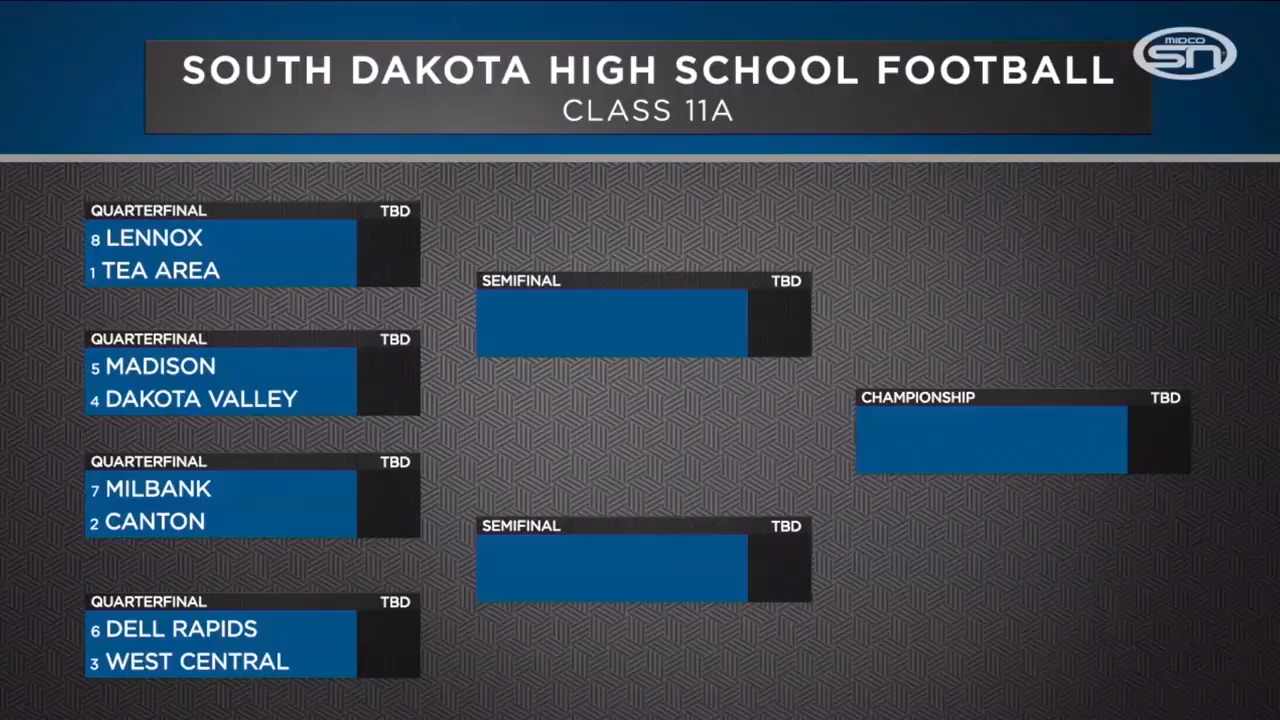 SOUTH DAKOTA HIGH SCHOOL FOOTBALL
CLASS 11A
MIDCO
SN
QUARTERFINAL TBD
8 LENNOX
1 TEA AREA
QUARTERFINAL TBD
5 MADISON
4 DAKOTA VALLEY
QUARTERFINAL TBD
7 MILBANK
2 CANTON
QUARTERFINAL TBD
6 DELL RAPIDS
3 WEST CENTRAL
SEMIFINAL TBD
SEMIFINAL TBD
CHAMPIONSHIP TBD